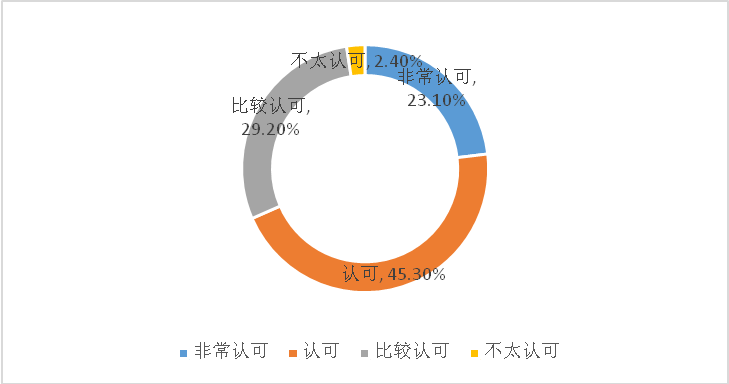 不太认可, 2.40%
非常认可,
23.10%
比较认可,
29.20%
认可, 45.30%
非常认可 认可 比较认可 不太认可